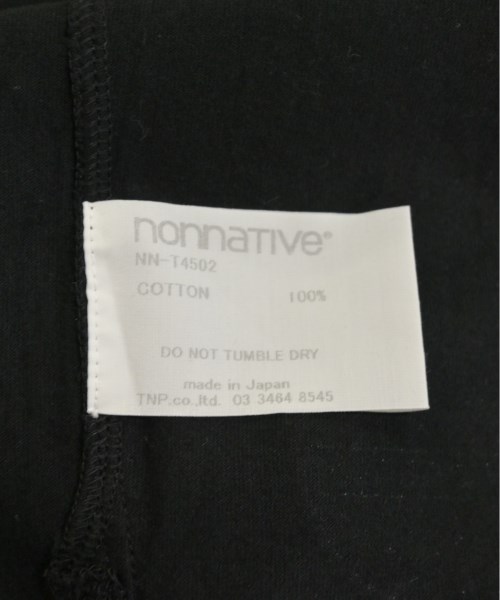 nonnative®
NN-T4502
COTTON 100%
DO NOT TUMBLE DRY
made in Japan
TNP.co.,ltd. 03 3464 8545